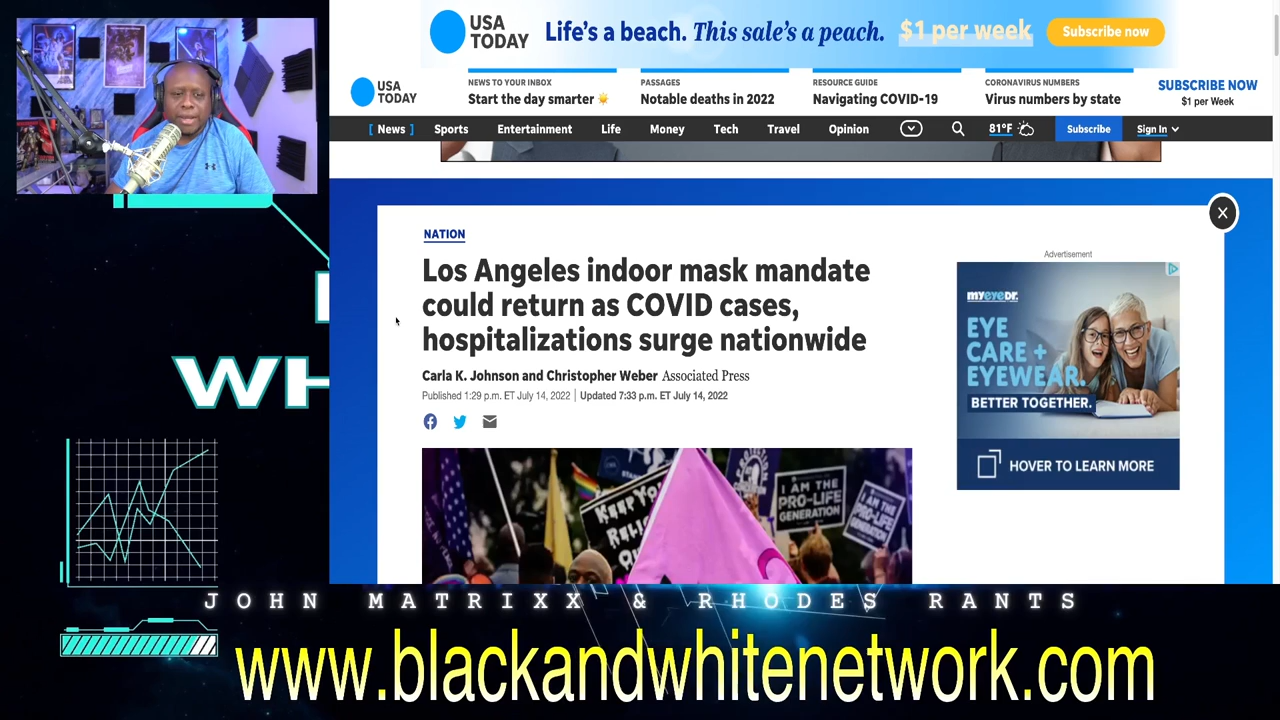 USA
TODAY
Life's a beach. This sale's a peach. $1 per week
Subscribe now
USA
TODAY
NEWS TO YOUR INBOX
Start the day smarter ☀️
PASSAGES
Notable deaths in 2022
RESOURCE GUIDE
Navigating COVID-19
CORONAVIRUS NUMBERS
Virus numbers by state
SUBSCRIBE NOW
$1 per Week
[ News ] Sports Entertainment Life Money Tech Travel Opinion 81°F Subscribe Sign In
NATION
Los Angeles indoor mask mandate
could return as COVID cases,
hospitalizations surge nationwide
Carla K. Johnson and Christopher Weber Associated Press
Published 1:29 p.m. ET July 14, 2022 | Updated 7:33 p.m. ET July 14, 2022
Advertisement
myeyedr.
EYE
CARE +
EYEWEAR.
BETTER TOGETHER.
HOVER TO LEARN MORE
I AM THE
PRO-LIFE
GENERATION
I AM THE
PRO-LIFE
GENERATION
WH
JOHN MATRIXX & RHODES RANTS
www.blackandwhitenetwork.com